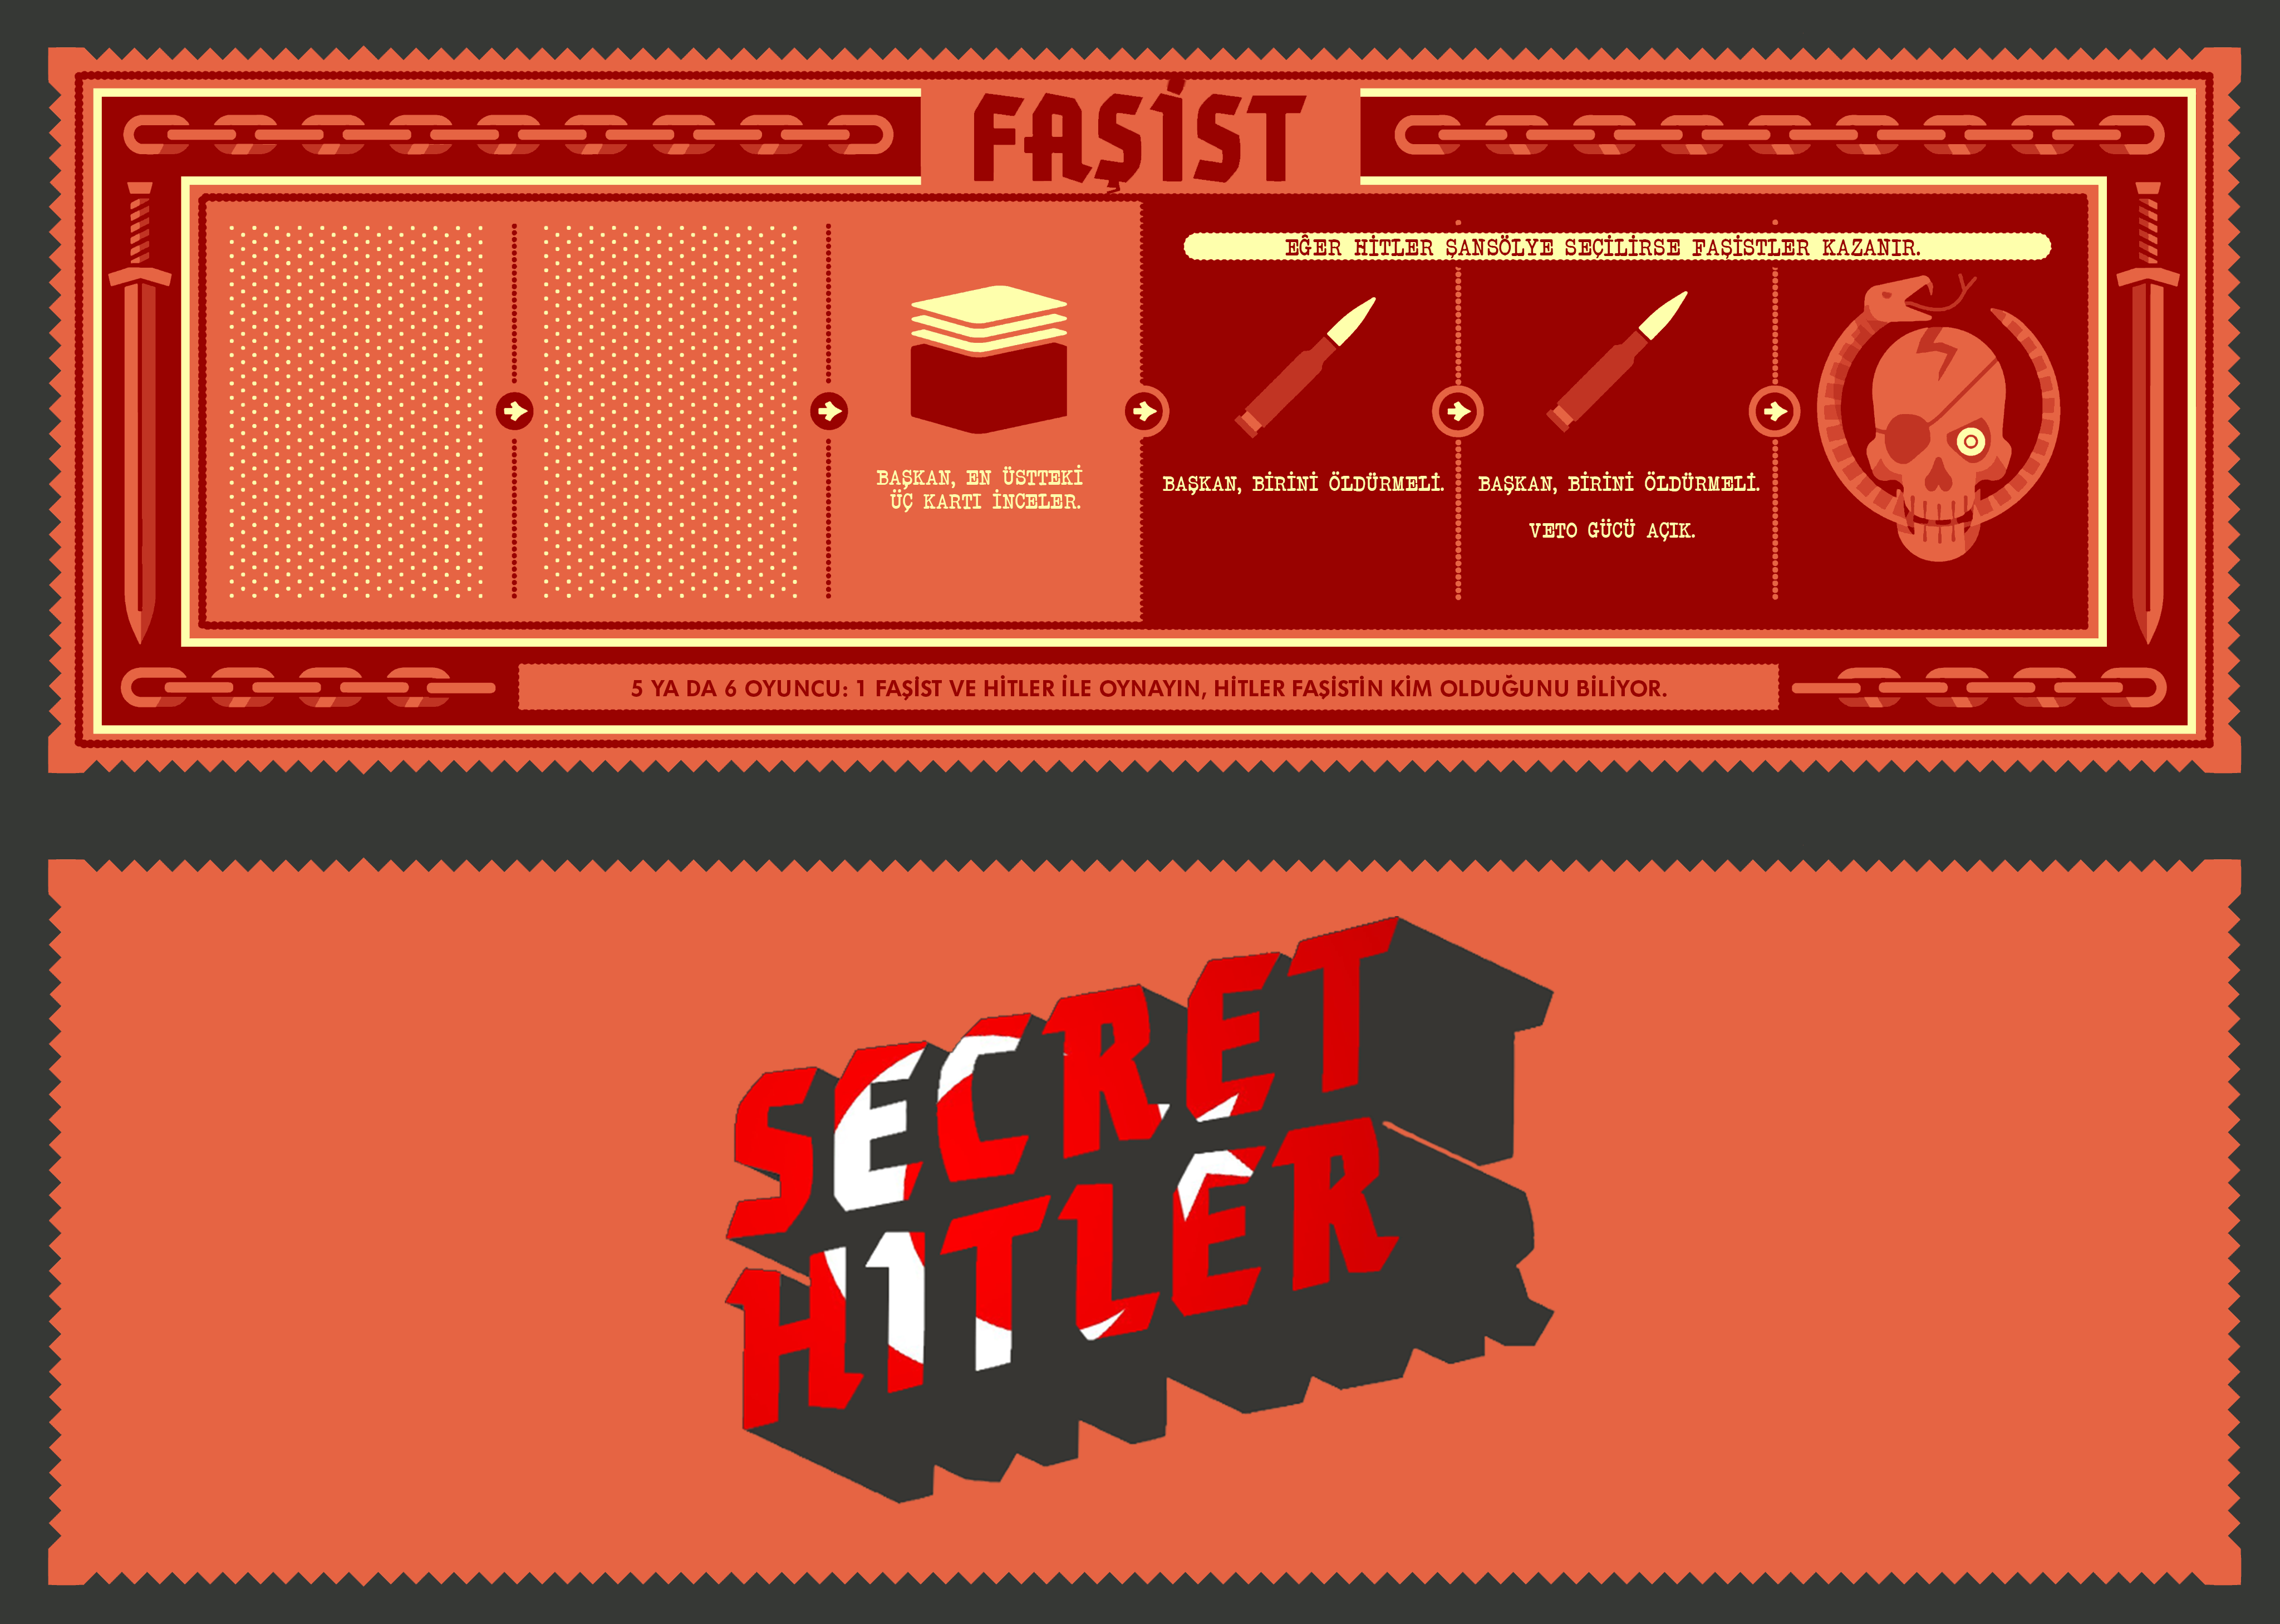 FAŞİST
EĞER HİTLER ŞANSÖLYE SEÇİLİRSE FAŞİSTLER KAZANIR.
BAŞKAN, EN ÜSTTEKİ
ÜÇ KARTI İNCELER.
BAŞKAN, BİRİNİ ÖLDÜRMELİ.
BAŞKAN, BİRİNİ ÖLDÜRMELİ.
VETO GÜCÜ AÇIK.
5 YA DA 6 OYUNCU: 1 FAŞİST VE HİTLER İLE OYNAYIN, HİTLER FAŞİSTİN KİM OLDUĞUNU BİLİYOR.
SECRET
HITLER